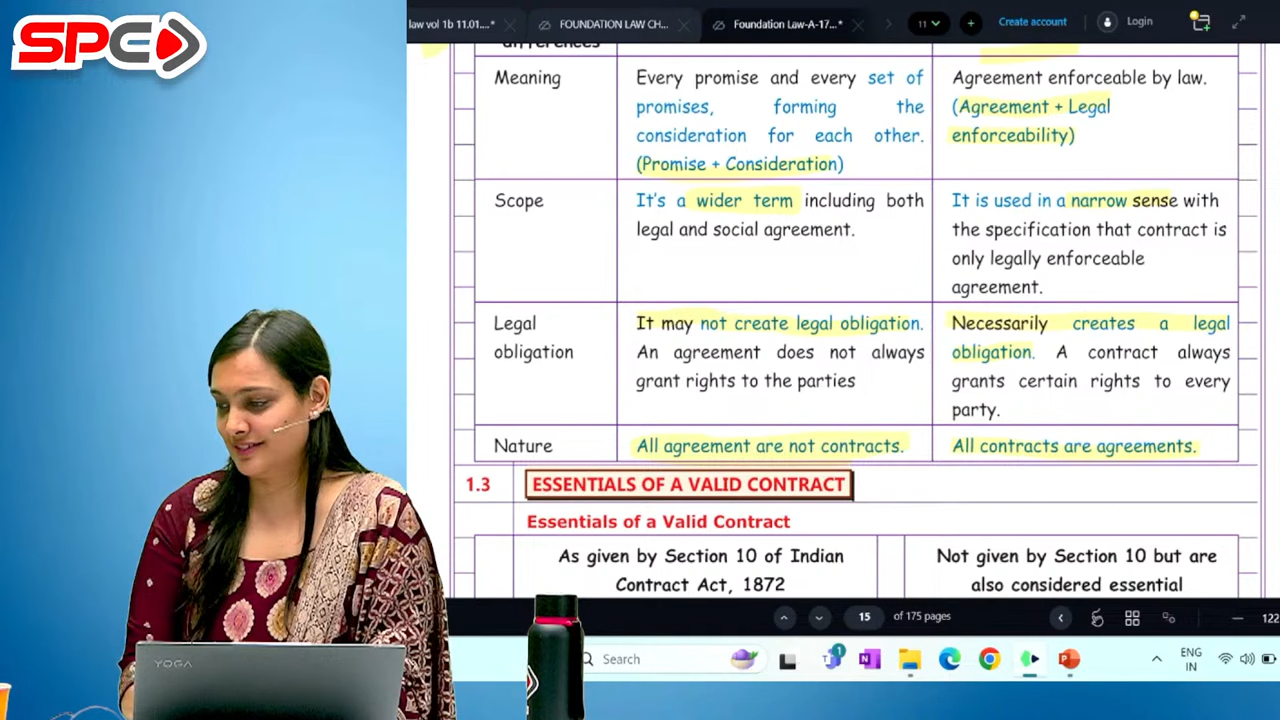 SPC
law vol 1b 11.01....* FOUNDATION LAW CH... Foundation Law-A-17...* 11 Create account Login
differences
Meaning
Every promise and every set of
promises, forming the
consideration for each other.
(Promise + Consideration)
Agreement enforceable by law.
(Agreement + Legal
enforceability)
Scope
It's a wider term including both
legal and social agreement.
It is used in a narrow sense with
the specification that contract is
only legally enforceable
agreement.
Legal
obligation
It may not create legal obligation.
An agreement does not always
grant rights to the parties
Necessarily creates a legal
obligation. A contract always
grants certain rights to every
party.
Nature
All agreement are not contracts.
All contracts are agreements.
1.3 ESSENTIALS OF A VALID CONTRACT
Essentials of a Valid Contract
As given by Section 10 of Indian
Contract Act, 1872
Not given by Section 10 but are
also considered essential
15 of 175 pages
122
Search
1
ENG
IN
YOGA